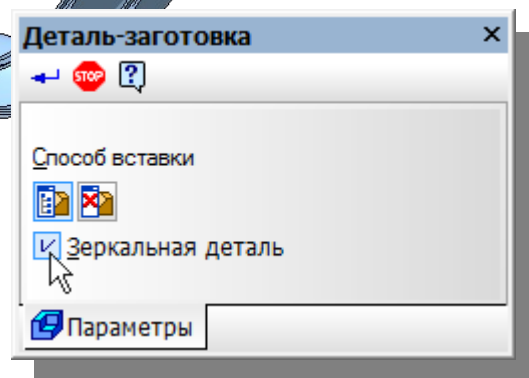 Деталь-заготовка
STOP
Способ вставки
Зеркальная деталь
Параметры